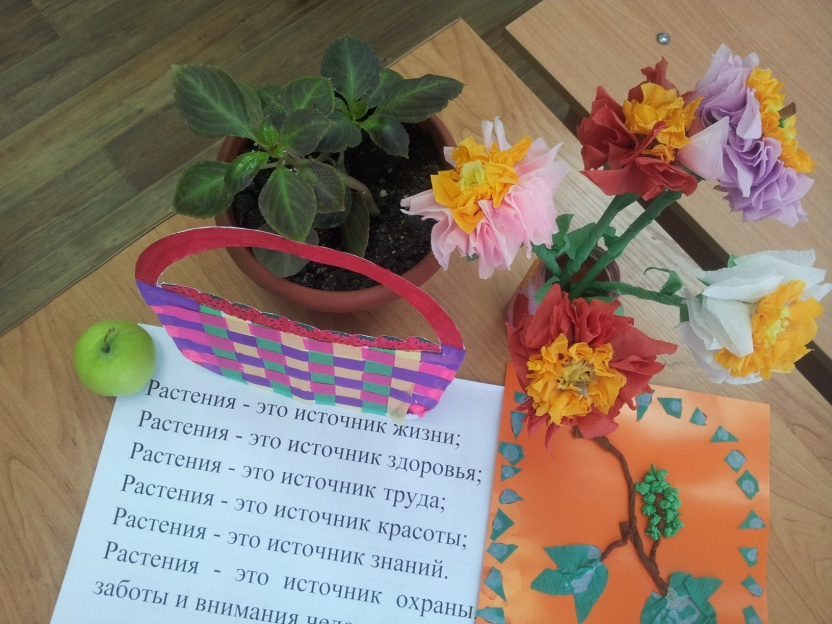 Растения - это источник жизни;
Растения - это источник здоровья;
Растения - это источник труда;
Растения - это источник красоты;
Растения - это источник знаний.
Растения - это источник охраны,
заботы и внимания